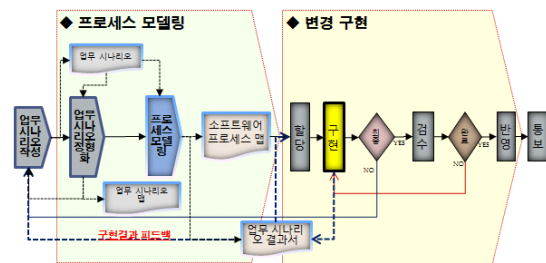 ◆ 프로세스 모델링
◆ 변경 구현
업무 시나리오
업무
시나
리오
작성
업무
시나
리오
정형
화
프로
세스
모델
링
소프트웨어
프로세스 맵
할
당
구
현
검
수
반
영
통
보
YES
YES
NO
NO
업무 시나리오
맵
구현결과 피드백
업무 시나리
오 결과서